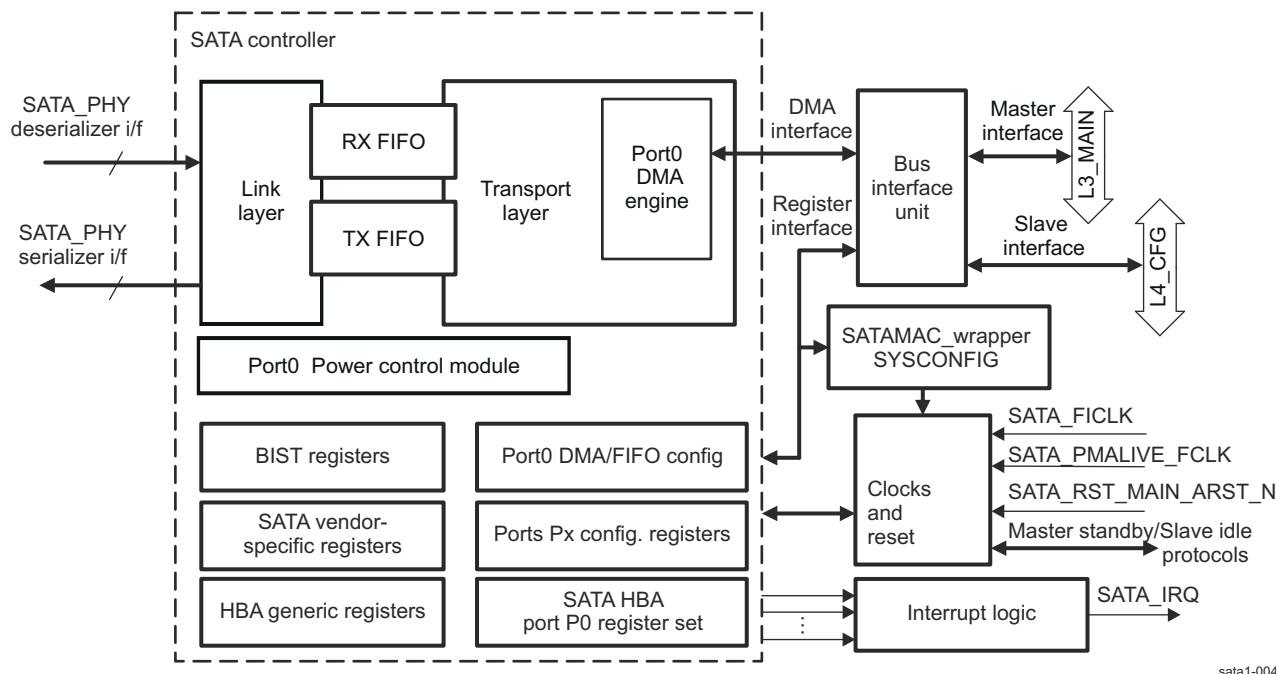 SATA controller
SATA_PHY
deserializer i/f
SATA_PHY
serializer i/f
Link
layer
RX FIFO
TX FIFO
Transport
layer
Port0
DMA
engine
DMA
interface
Register
interface
Bus
interface
unit
Master
interface
L3_MAIN
Slave
interface
L4_CFG
Port0  Power control module
SATAMAC_wrapper
SYSCONFIG
BIST registers
Port0 DMA/FIFO config
SATA vendor-
specific registers
Ports Px config. registers
HBA generic registers
SATA HBA
port P0 register set
Clocks
and
reset
SATA_FICLK
SATA_PMALIVE_FCLK
SATA_RST_MAIN_ARST_N
Master standby/Slave idle
protocols
...
Interrupt logic
SATA_IRQ
sata1-004